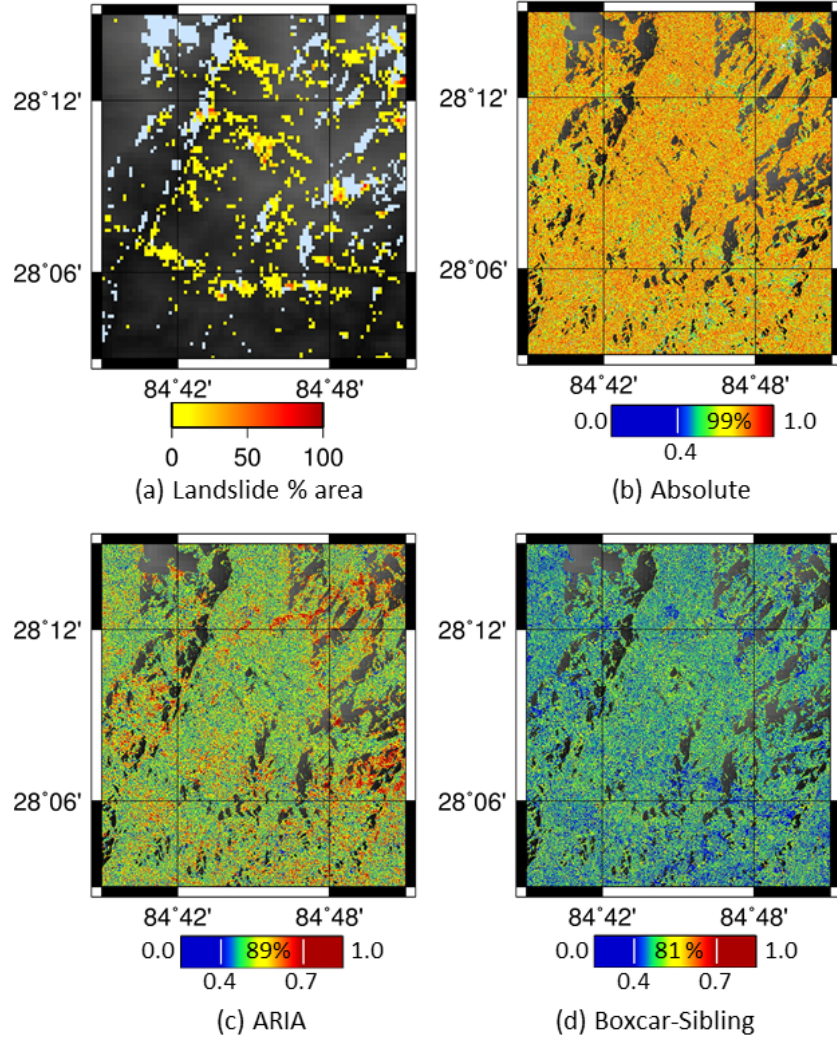 28°12'
28°06'
84°42' 84°48'
0 50 100
(a) Landslide % area
28°12'
28°06'
84°42' 84°48'
0.0 99% 1.0
0.4
(b) Absolute
28°12'
28°06'
84°42' 84°48'
0.0 89% 1.0
0.4 0.7
(c) ARIA
28°12'
28°06'
84°42' 84°48'
0.0 81% 1.0
0.4 0.7
(d) Boxcar-Sibling